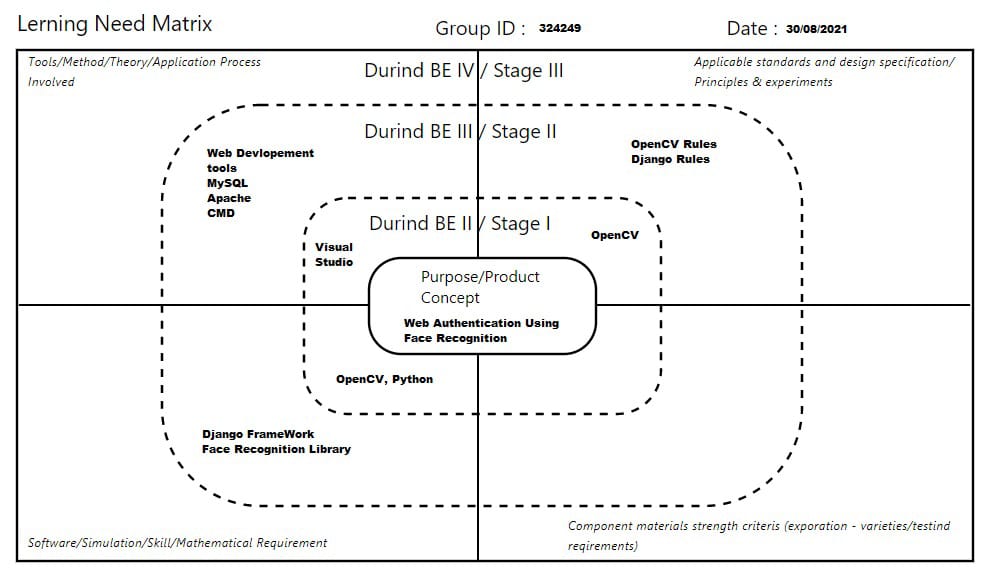 Lerning Need Matrix
Group ID : 324249
Date : 30/08/2021
Tools/Method/Theory/Application Process
Involved
Durind BE IV / Stage III
Applicable standards and design specification/
Principles & experiments
Durind BE III / Stage II
Web Devlopement
tools
MySQL
Apache
CMD
OpenCV Rules
Django Rules
Durind BE II / Stage I
Visual
Studio
OpenCV
Purpose/Product
Concept
Web Authentication Using
Face Recognition
OpenCV, Python
Django FrameWork
Face Recognition Library
Software/Simulation/Skill/Mathematical Requirement
Component materials strength criteris (exporation - varieties/testind
reqirements)